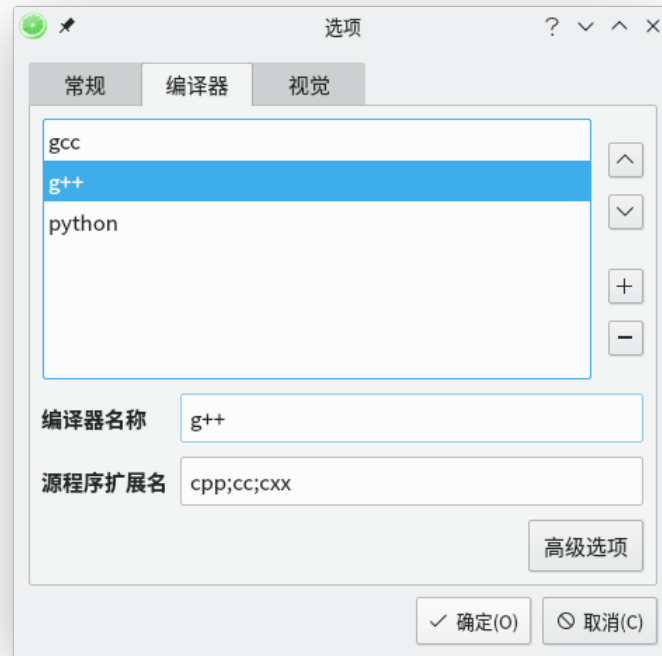 选项
常规 编译器 视觉
gcc
g++
python
编译器名称 g++
源程序扩展名 cpp;cc;cxx
高级选项
确定(O) 取消(C)